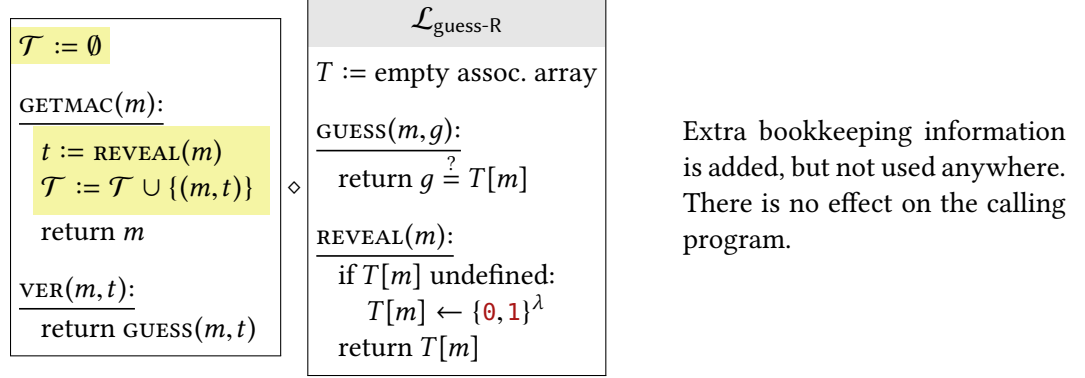 𝒯 := ∅
GETMAC(m):
t := REVEAL(m)
𝒯 := 𝒯 ∪ {(m, t)}
return m
VER(m, t):
return GUESS(m, t)
⋄
ℒguess-R
T := empty assoc. array
GUESS(m, g):
return g ≟ T[m]
REVEAL(m):
if T[m] undefined:
T[m] ← {0, 1}^λ
return T[m]
Extra bookkeeping information
is added, but not used anywhere.
There is no effect on the calling
program.